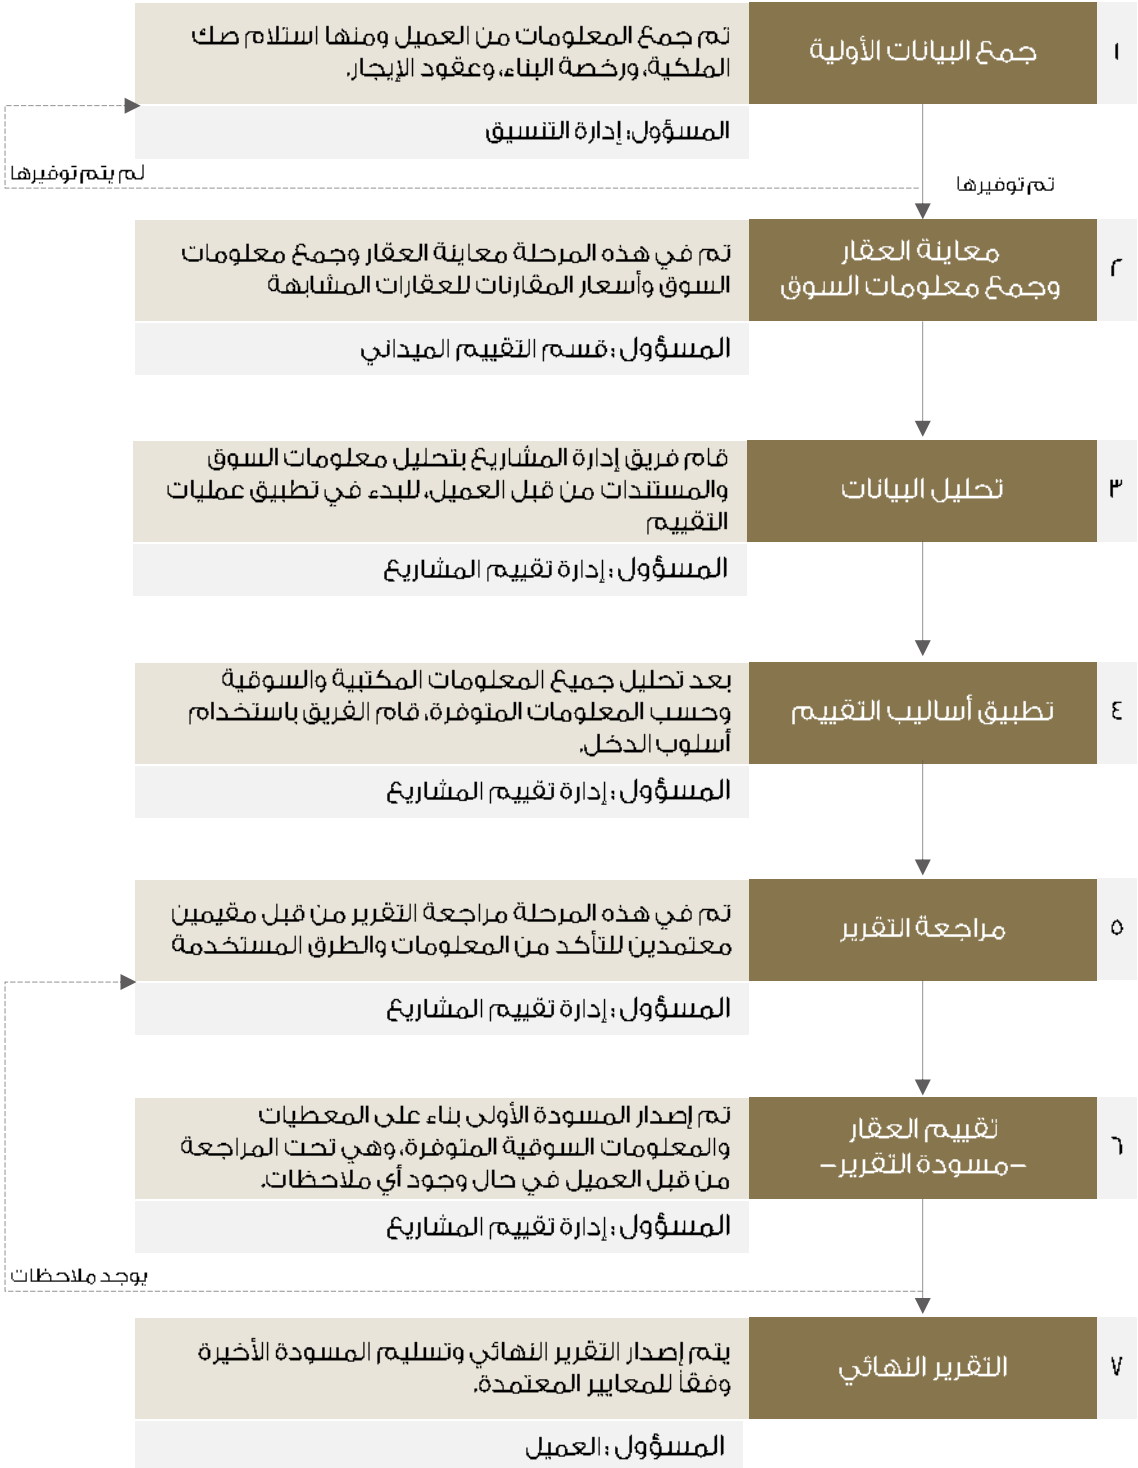 ١
جمع البيانات الأولية
تم جمع المعلومات من العميل ومنها استلام صك
الملكية، ورخصة البناء، وعقود الإيجار.
المسؤول: إدارة التنسيق
لم يتم توفيرها
تم توفيرها
٢
معاينة العقار
وجمع معلومات السوق
تم في هذه المرحلة معاينة العقار وجمع معلومات
السوق وأسعار المقارنات للعقارات المشابهة
المسؤول: قسم التقييم الميداني
٣
تحليل البيانات
قام فريق إدارة المشاريع بتحليل معلومات السوق
والمستندات من قبل العميل، للبدء في تطبيق عمليات
التقييم
المسؤول: إدارة تقييم المشاريع
٤
تطبيق أساليب التقييم
بعد تحليل جميع المعلومات المكتبية والسوقية
وحسب المعلومات المتوفرة، قام الفريق باستخدام
أسلوب الدخل.
المسؤول: إدارة تقييم المشاريع
٥
مراجعة التقرير
تم في هذه المرحلة مراجعة التقرير من قبل مقيمين
معتمدين للتأكد من المعلومات والطرق المستخدمة
المسؤول: إدارة تقييم المشاريع
٦
تقييم العقار
-مسودة التقرير-
تم إصدار المسودة الأولى بناء على المعطيات
والمعلومات السوقية المتوفرة، وهي تحت المراجعة
من قبل العميل في حال وجود أي ملاحظات.
المسؤول: إدارة تقييم المشاريع
يوجد ملاحظات
٧
التقرير النهائي
يتم إصدار التقرير النهائي وتسليم المسودة الأخيرة
وفقاً للمعايير المعتمدة.
المسؤول: العميل